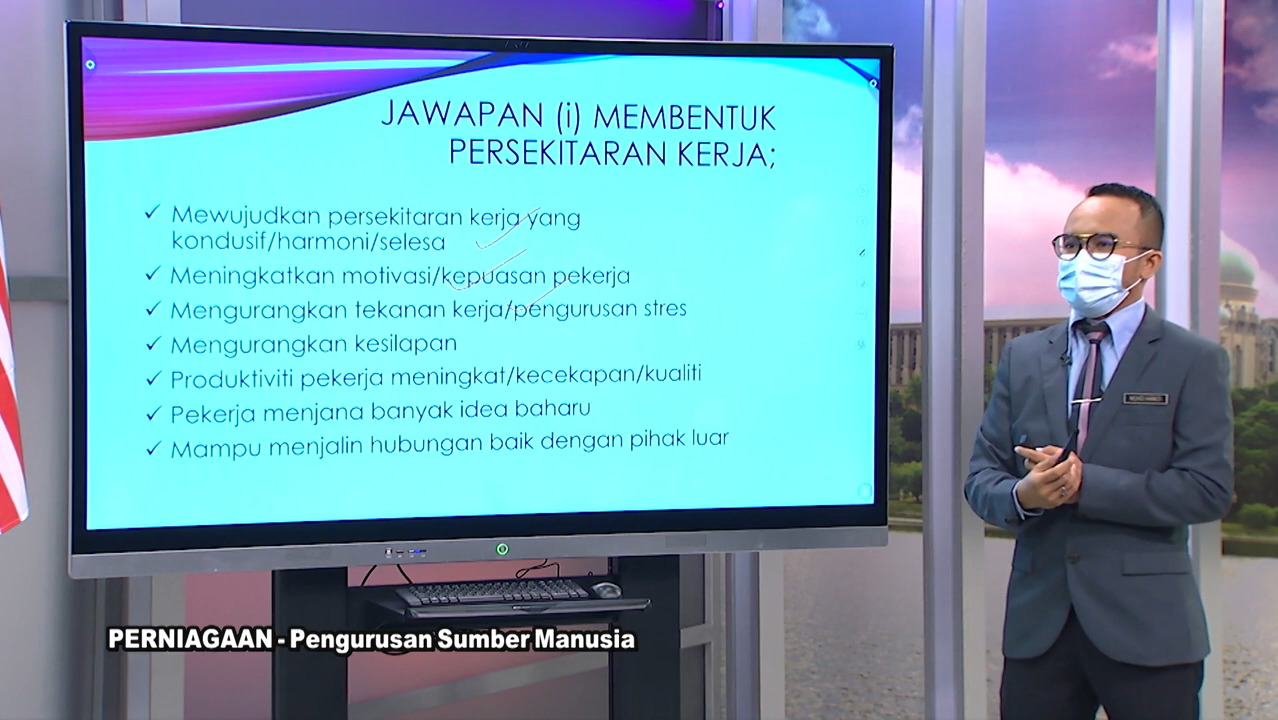 JAWAPAN (i) MEMBENTUK
PERSEKITARAN KERJA;
✓ Mewujudkan persekitaran kerja yang
kondusif/harmoni/selesa
✓ Meningkatkan motivasi/kepuasan pekerja
✓ Mengurangkan tekanan kerja/pengurusan stres
✓ Mengurangkan kesilapan
✓ Produktiviti pekerja meningkat/kecekapan/kualiti
✓ Pekerja menjana banyak idea baharu
✓ Mampu menjalin hubungan baik dengan pihak luar
PERNIAGAAN - Pengurusan Sumber Manusia